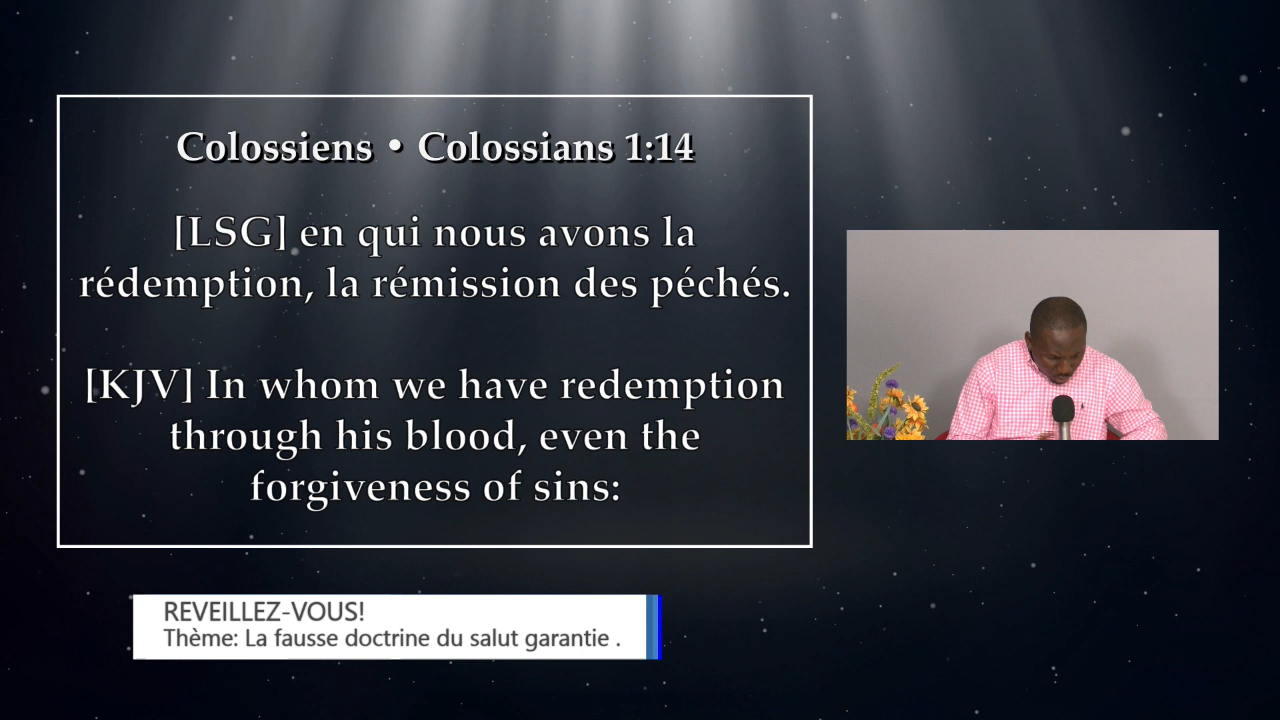 Colossiens • Colossians 1:14
[LSG] en qui nous avons la
rédemption, la rémission des péchés.
[KJV] In whom we have redemption
through his blood, even the
forgiveness of sins:
REVEILLEZ-VOUS!
Thème: La fausse doctrine du salut garantie .